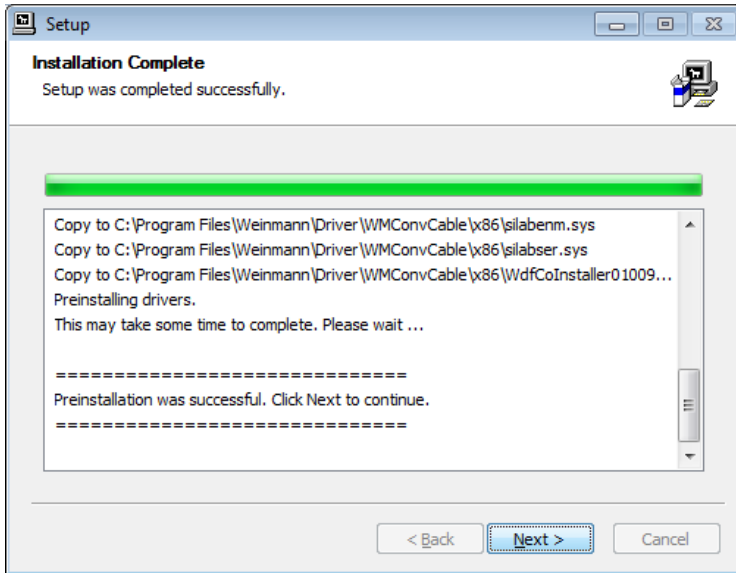 Setup
Installation Complete
Setup was completed successfully.
Copy to C:\Program Files\Weinmann\Driver\WMConvCable\x86\silabenm.sys
Copy to C:\Program Files\Weinmann\Driver\WMConvCable\x86\silabser.sys
Copy to C:\Program Files\Weinmann\Driver\WMConvCable\x86\WdfCoInstaller01009...
Preinstalling drivers.
This may take some time to complete. Please wait ...
==============================
Preinstallation was successful. Click Next to continue.
==============================
< Back
Next >
Cancel